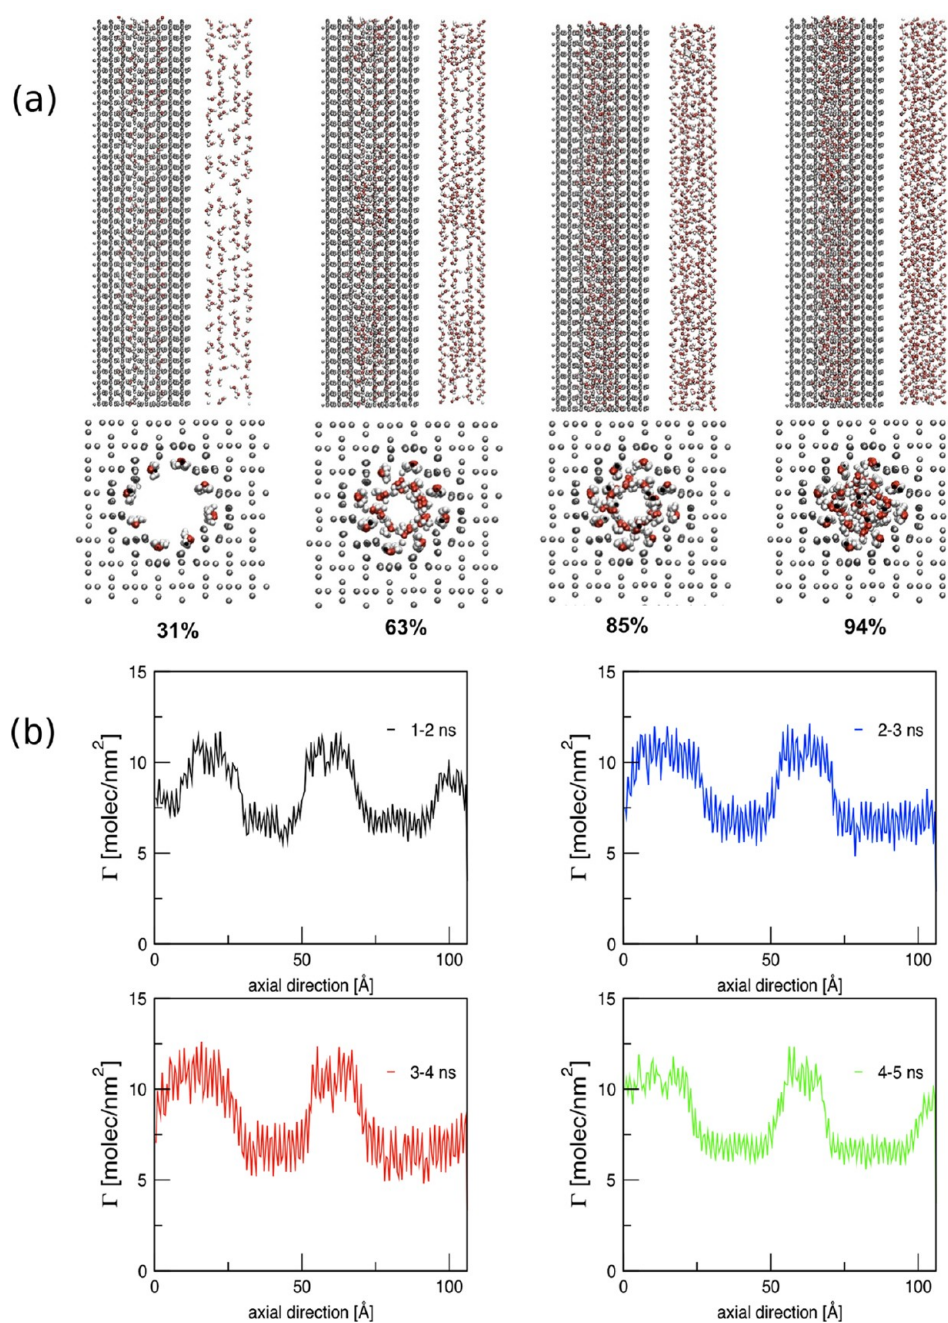 (a)
31% 63% 85% 94%
(b)
15
10
5
0
Γ [molec/nm²]
1-2 ns
0 50 100
axial direction [Å]
15
10
5
0
Γ [molec/nm²]
2-3 ns
0 50 100
axial direction [Å]
15
10
5
0
Γ [molec/nm²]
3-4 ns
0 50 100
axial direction [Å]
15
10
5
0
Γ [molec/nm²]
4-5 ns
0 50 100
axial direction [Å]